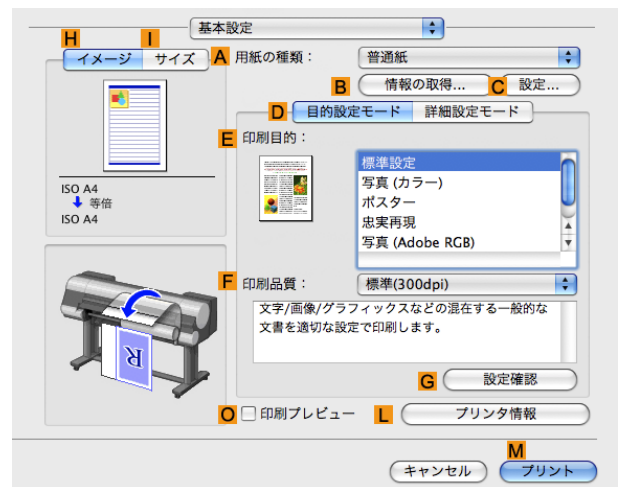 基本設定
H
I
イメージ サイズ
A 用紙の種類： 普通紙
B 情報の取得... C 設定...
D 目的設定モード 詳細設定モード
E 印刷目的：
標準設定
写真 (カラー)
ポスター
忠実再現
写真 (Adobe RGB)
ISO A4
等倍
ISO A4
F 印刷品質： 標準(300dpi)
文字/画像/グラフィックスなどの混在する一般的な
文書を適切な設定で印刷します。
R
G 設定確認
O 印刷プレビュー L プリンタ情報
M
キャンセル プリント